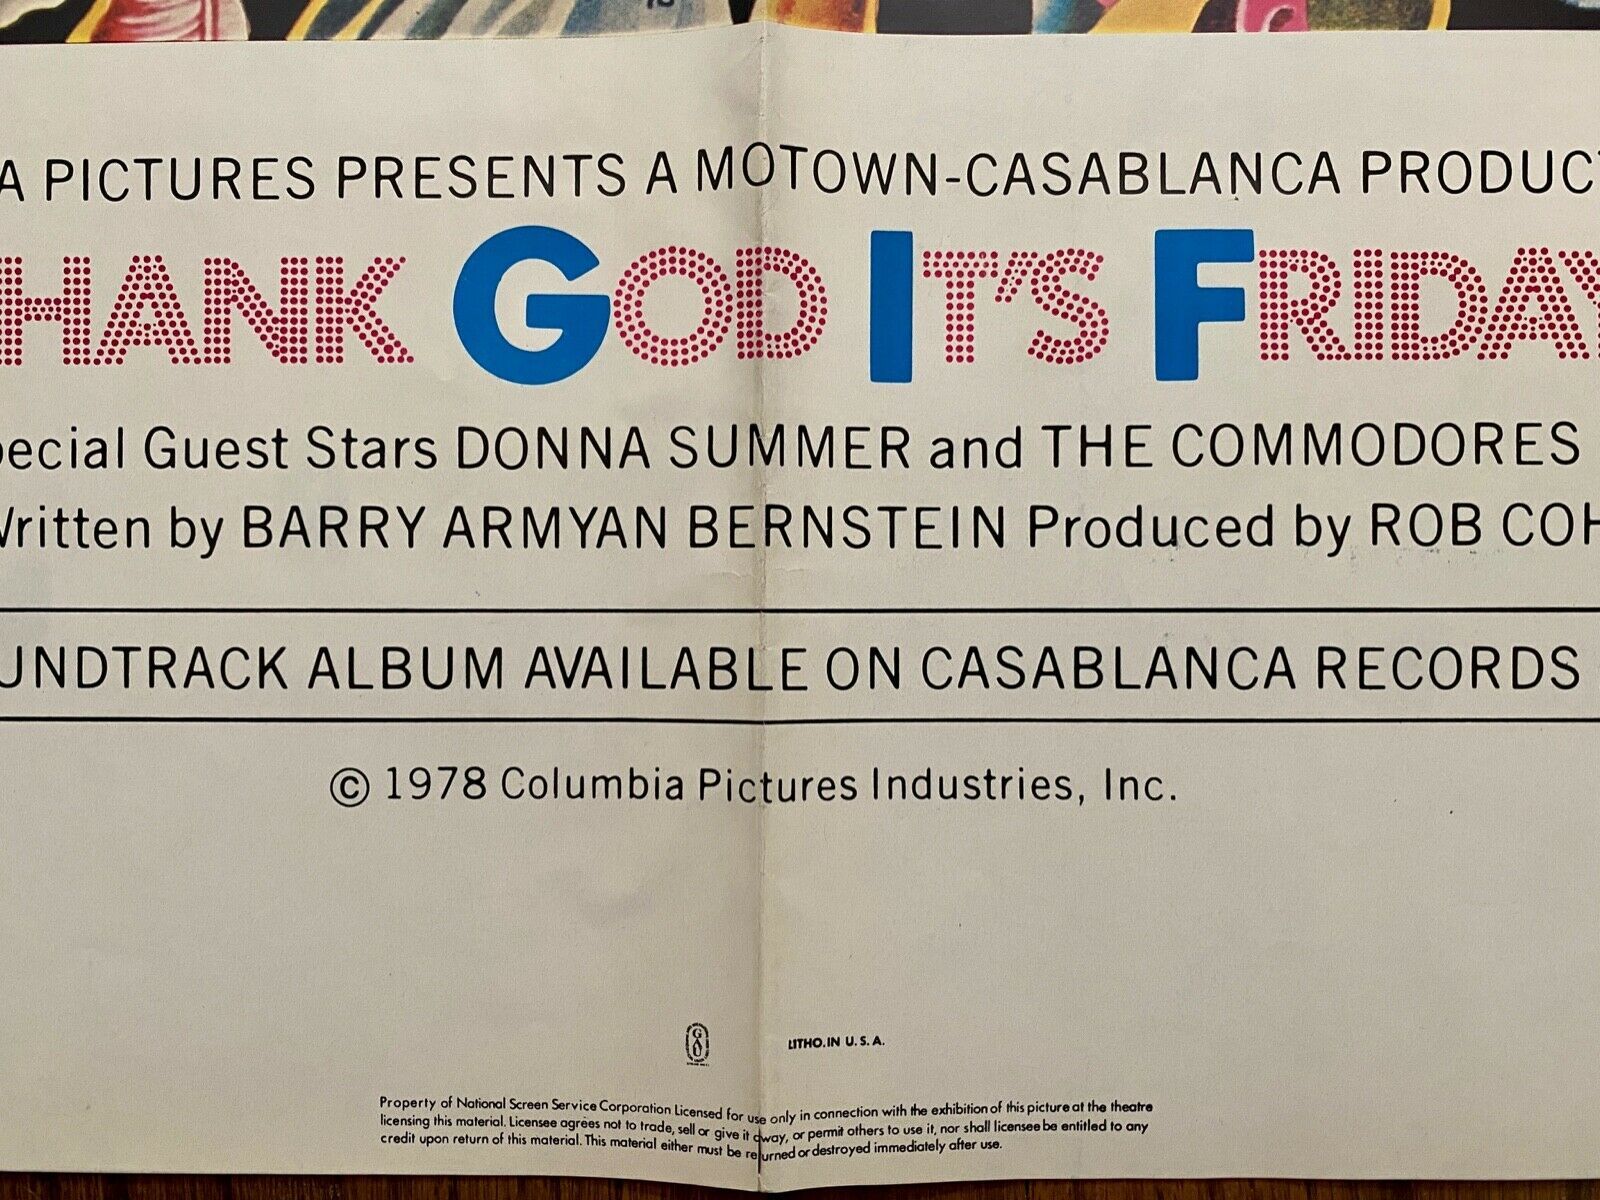 A PICTURES PRESENTS A MOTOWN-CASABLANCA PRODUC
HANK GOD IT'S FRIDAY
pecial Guest Stars DONNA SUMMER and THE COMMODORES
Written by BARRY ARMYAN BERNSTEIN Produced by ROB COH
UNDTRACK ALBUM AVAILABLE ON CASABLANCA RECORDS
© 1978 Columbia Pictures Industries, Inc.
LITHO. IN U. S. A.
Property of National Screen Service Corporation Licensed for use only in connection with the exhibition of this picture at the theatre
licensing this material. Licensee agrees not to trade, sell or give it away, or permit others to use it, nor shall licensee be entitled to any
credit upon return of this material. This material either must be returned or destroyed immediately after use.